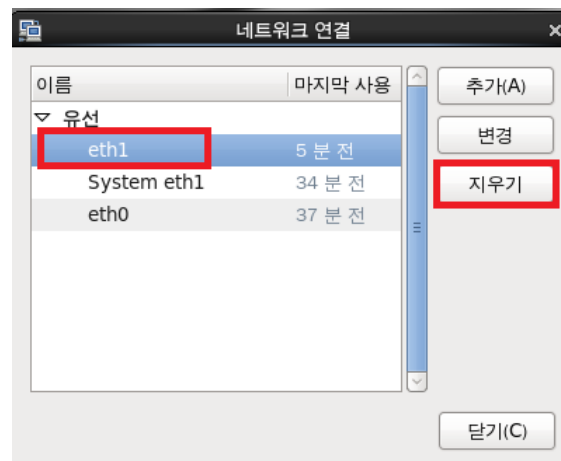 네트워크 연결
이름 마지막 사용
유선
eth1 5 분 전
System eth1 34 분 전
eth0 37 분 전
추가(A)
변경
지우기
닫기(C)